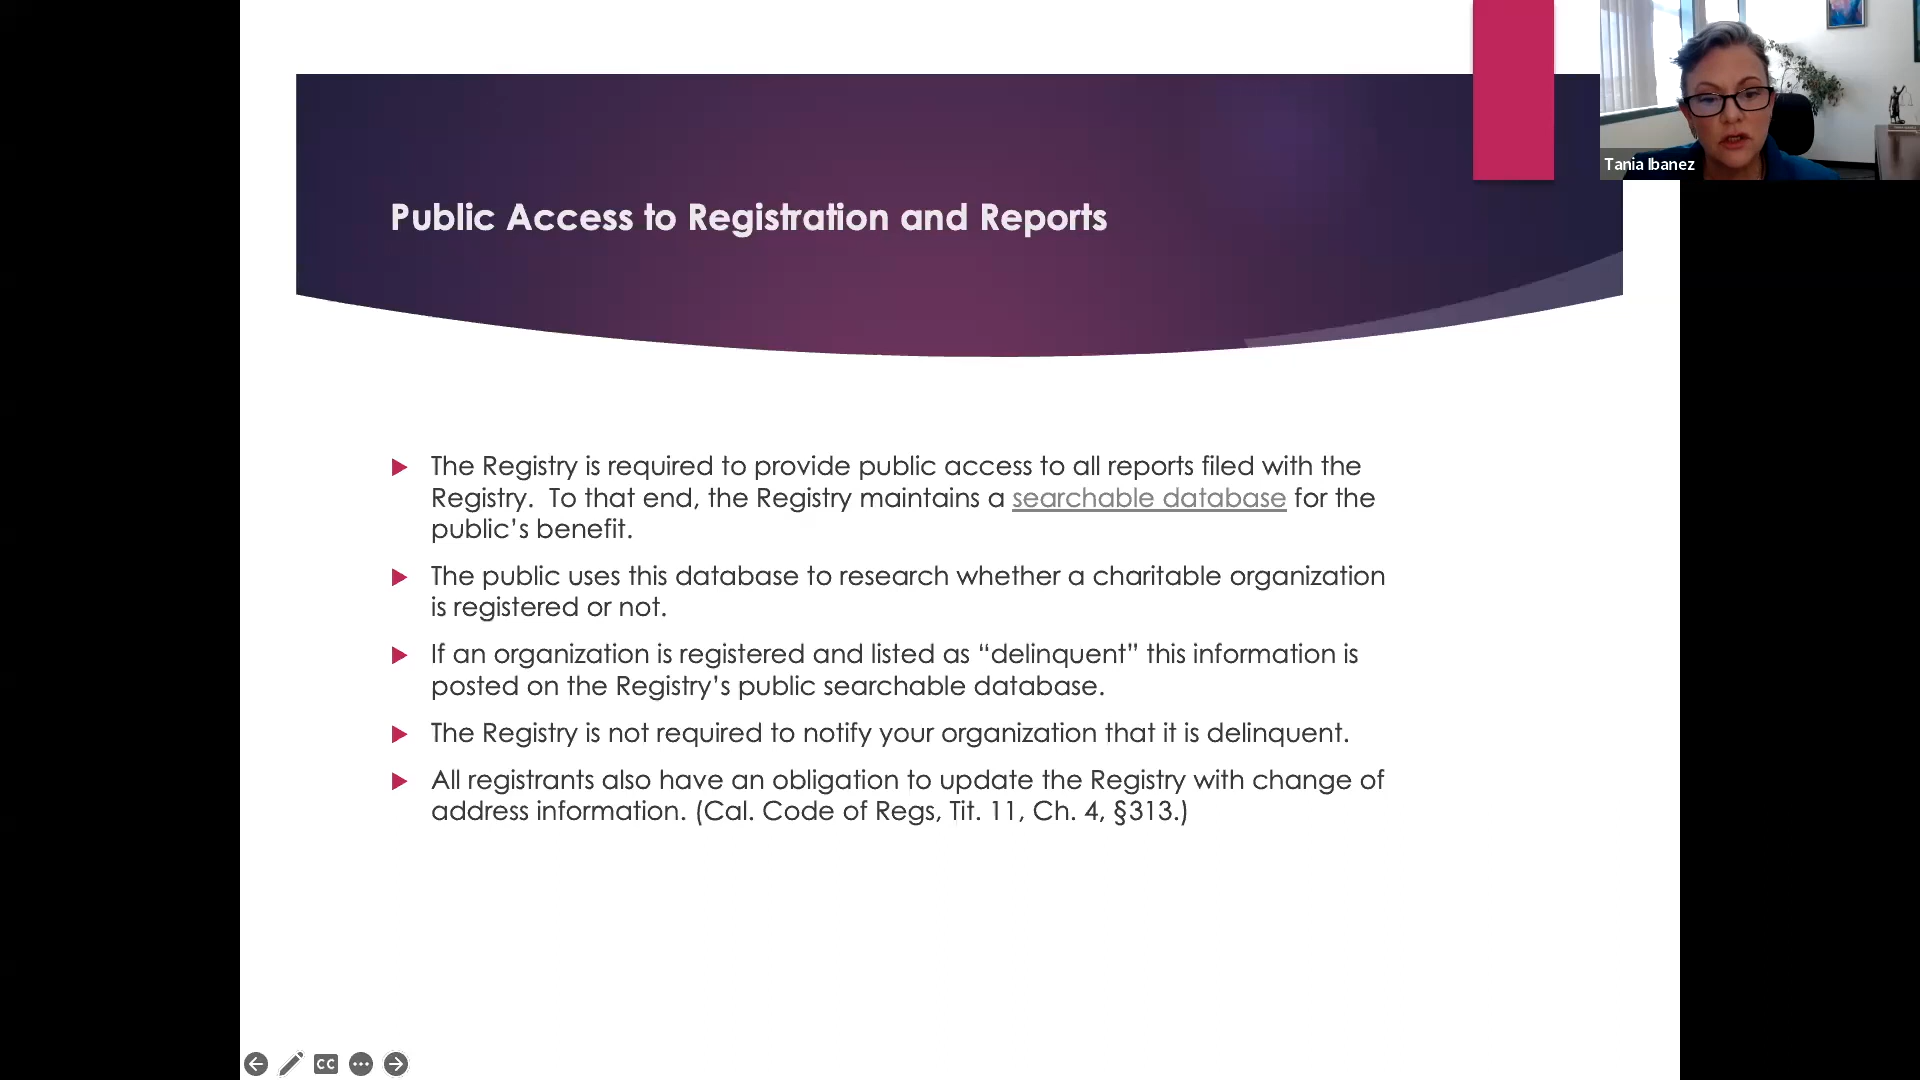 Tania Ibanez
Public Access to Registration and Reports
The Registry is required to provide public access to all reports filed with the
Registry.  To that end, the Registry maintains a searchable database for the
public’s benefit.
The public uses this database to research whether a charitable organization
is registered or not.
If an organization is registered and listed as “delinquent” this information is
posted on the Registry’s public searchable database.
The Registry is not required to notify your organization that it is delinquent.
All registrants also have an obligation to update the Registry with change of
address information. (Cal. Code of Regs, Tit. 11, Ch. 4, §313.)
CC